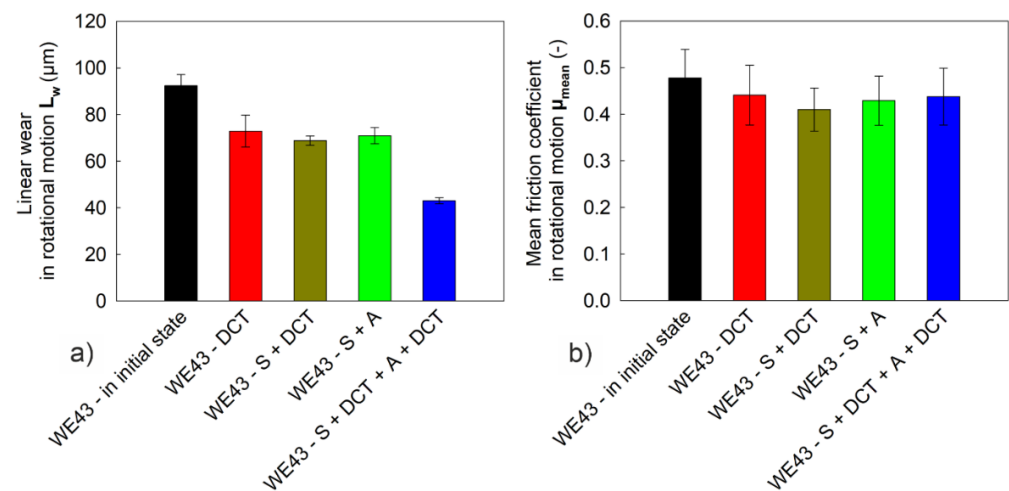 Linear wear
in rotational motion Lw (μm)
120
100
80
60
40
20
0
WE43 - in initial state
WE43 - DCT
WE43 - S + DCT
WE43 - S + A
WE43 - S + DCT + A + DCT
a)
Mean friction coefficient
in rotational motion μmean (-)
0.6
0.5
0.4
0.3
0.2
0.1
0.0
WE43 - in initial state
WE43 - DCT
WE43 - S + DCT
WE43 - S + A
WE43 - S + DCT + A + DCT
b)